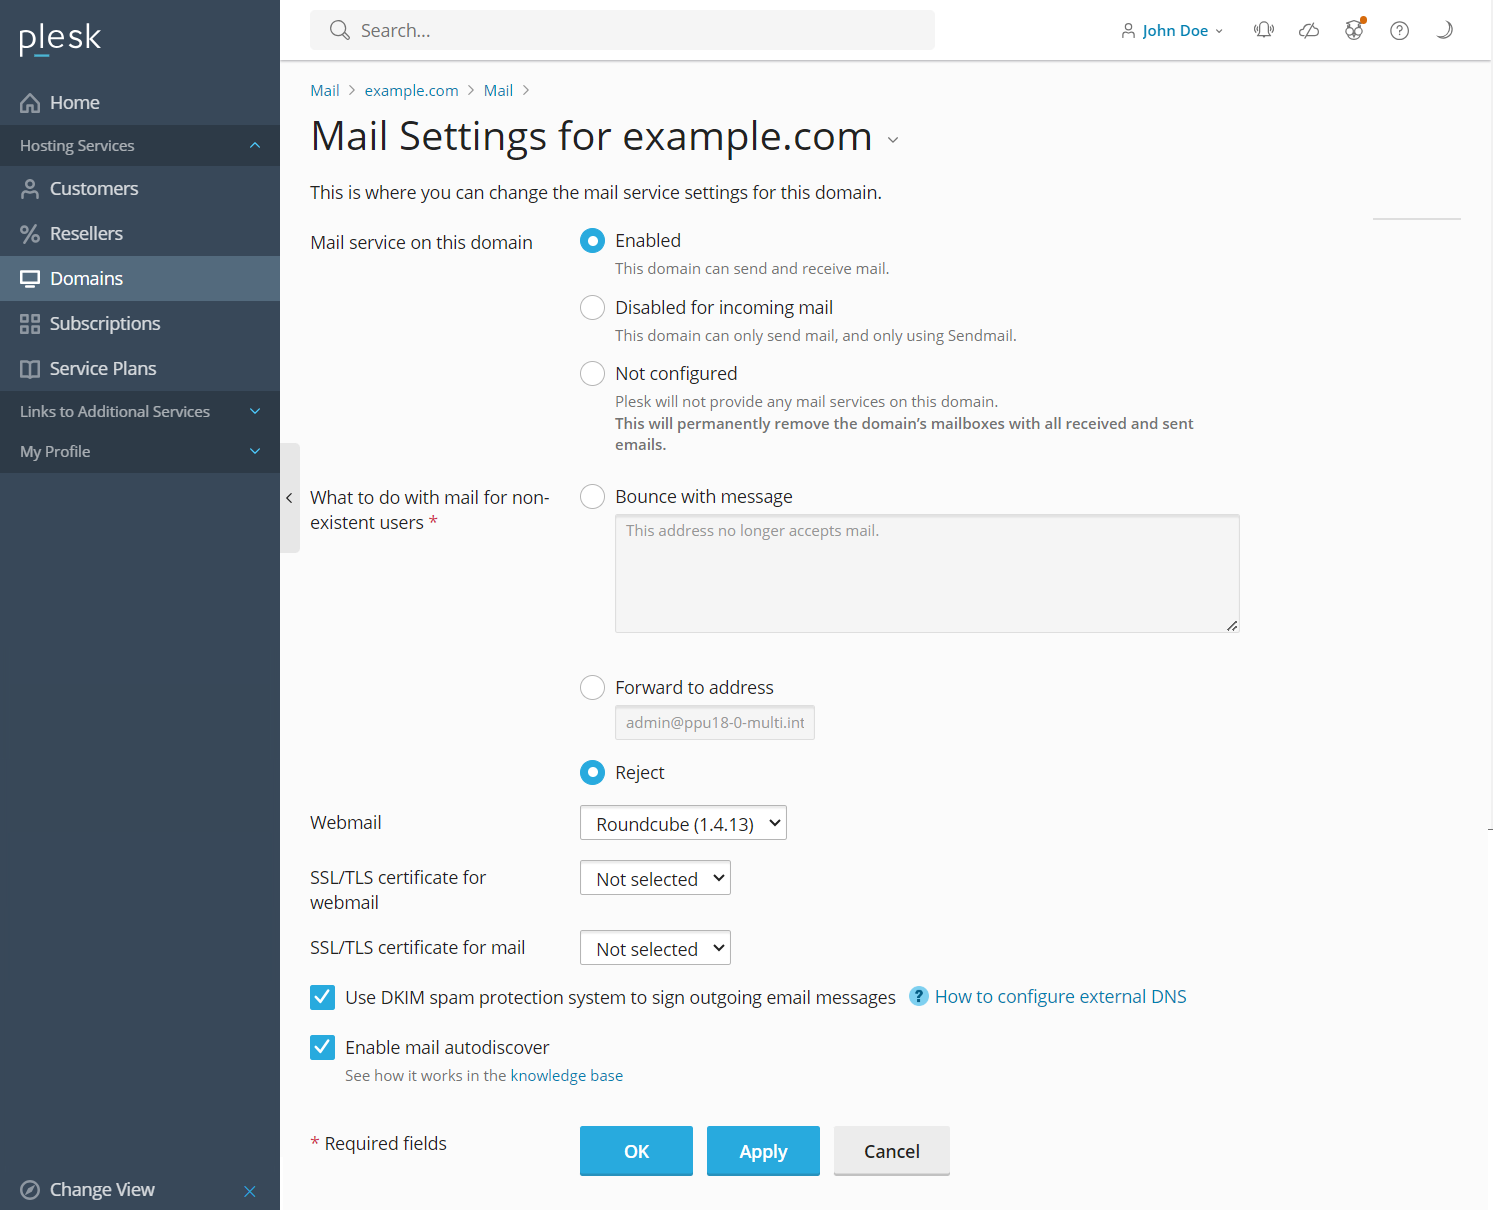 plesk
Home
Hosting Services
Customers
Resellers
Domains
Subscriptions
Service Plans
Links to Additional Services
My Profile
Change View
Search...
John Doe
Mail > example.com > Mail >
Mail Settings for example.com
This is where you can change the mail service settings for this domain.
Mail service on this domain
Enabled
This domain can send and receive mail.
Disabled for incoming mail
This domain can only send mail, and only using Sendmail.
Not configured
Plesk will not provide any mail services on this domain.
This will permanently remove the domain’s mailboxes with all received and sent
emails.
What to do with mail for non-
existent users *
Bounce with message
This address no longer accepts mail.
Forward to address
admin@ppu18-0-multi.int
Reject
Webmail
Roundcube (1.4.13)
SSL/TLS certificate for
webmail
Not selected
SSL/TLS certificate for mail
Not selected
Use DKIM spam protection system to sign outgoing email messages ? How to configure external DNS
Enable mail autodiscover
See how it works in the knowledge base
* Required fields
OK
Apply
Cancel